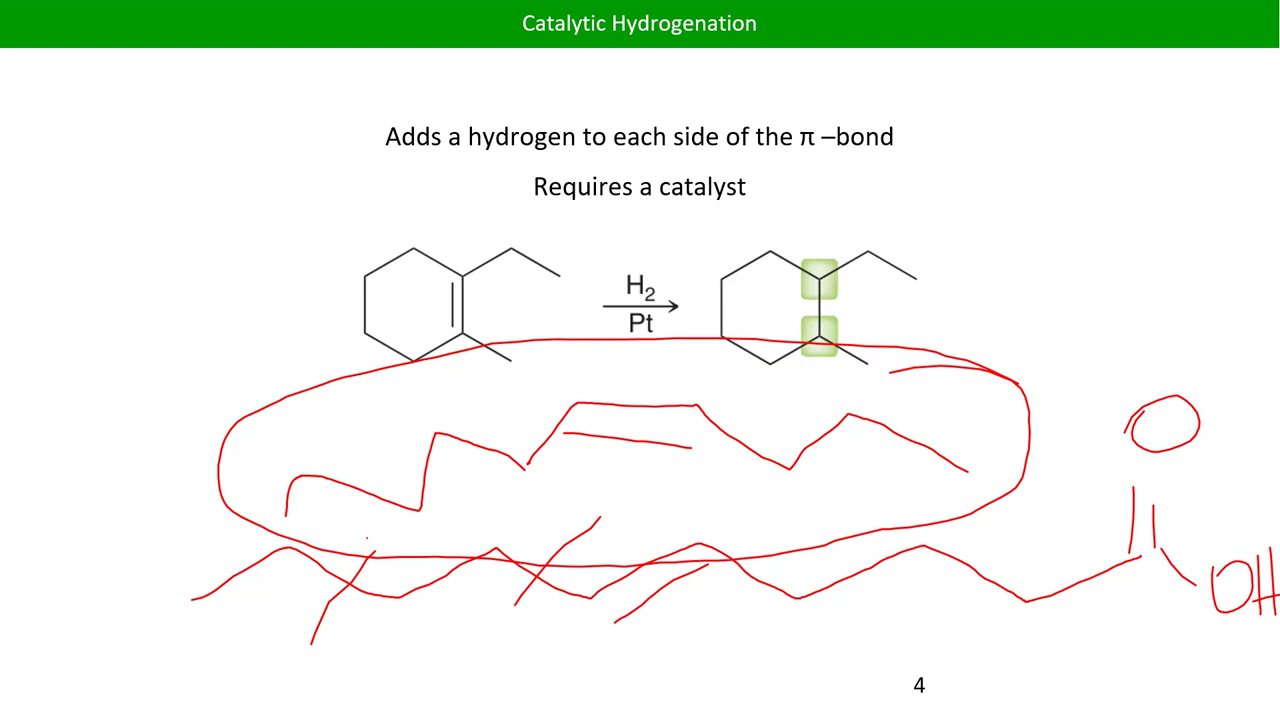 Catalytic Hydrogenation
Adds a hydrogen to each side of the π –bond
Requires a catalyst
H₂
Pt
O
OH
4